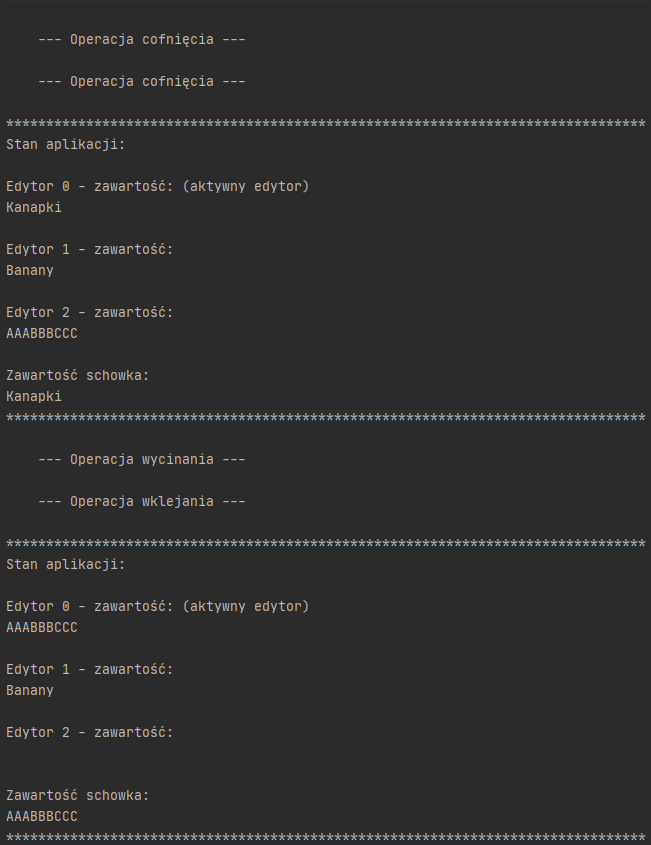 --- Operacja cofnięcia ---
--- Operacja cofnięcia ---
********************************************************************************
Stan aplikacji:
Edytor 0 - zawartość: (aktywny edytor)
Kanapki
Edytor 1 - zawartość:
Banany
Edytor 2 - zawartość:
AAABBBCCC
Zawartość schowka:
Kanapki
********************************************************************************
--- Operacja wycinania ---
--- Operacja wklejania ---
********************************************************************************
Stan aplikacji:
Edytor 0 - zawartość: (aktywny edytor)
AAABBBCCC
Edytor 1 - zawartość:
Banany
Edytor 2 - zawartość:
Zawartość schowka:
AAABBBCCC
********************************************************************************